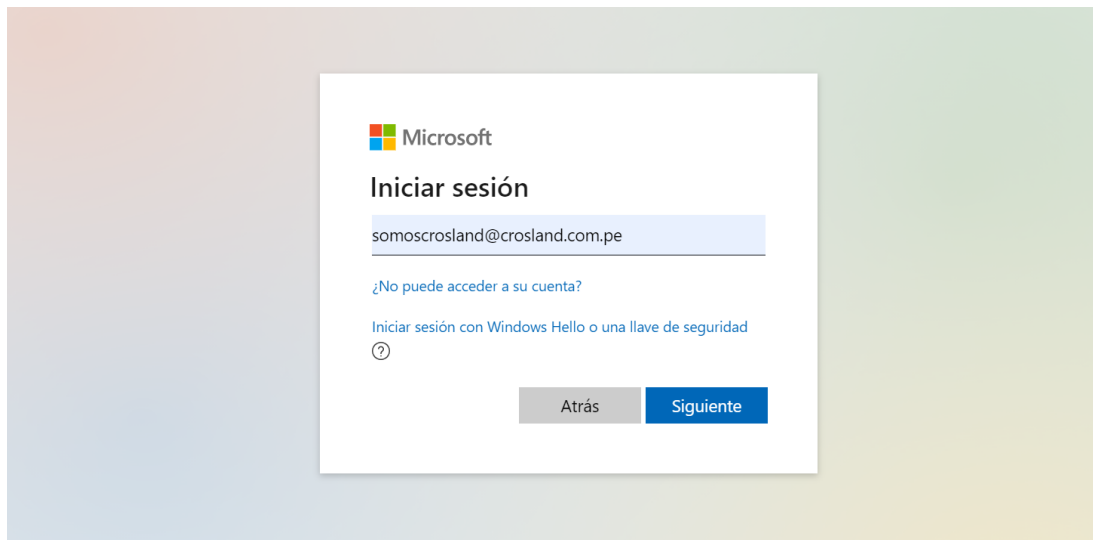 Microsoft
Iniciar sesión
somoscrosland@crosland.com.pe
¿No puede acceder a su cuenta?
Iniciar sesión con Windows Hello o una llave de seguridad
?
Atrás
Siguiente